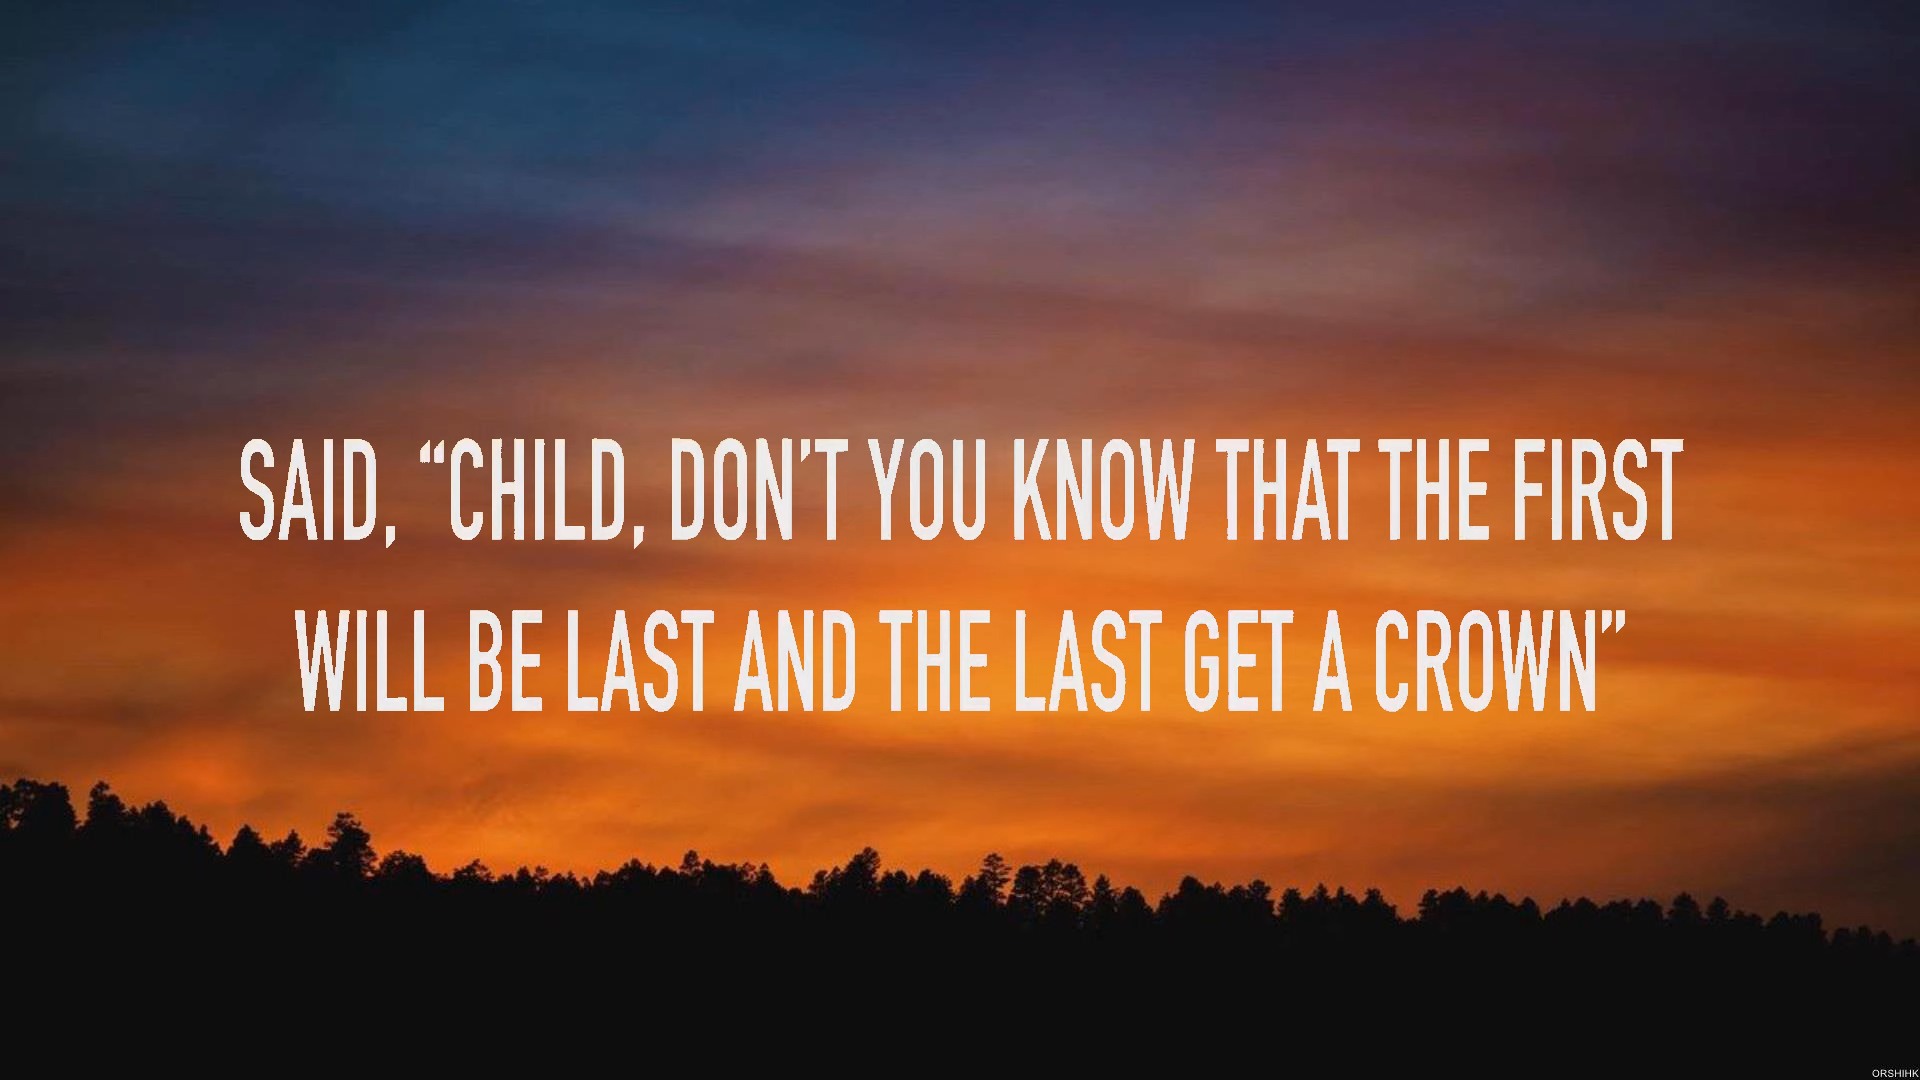 SAID, “CHILD, DON’T YOU KNOW THAT THE FIRST
WILL BE LAST AND THE LAST GET A CROWN”
ORSHIHK